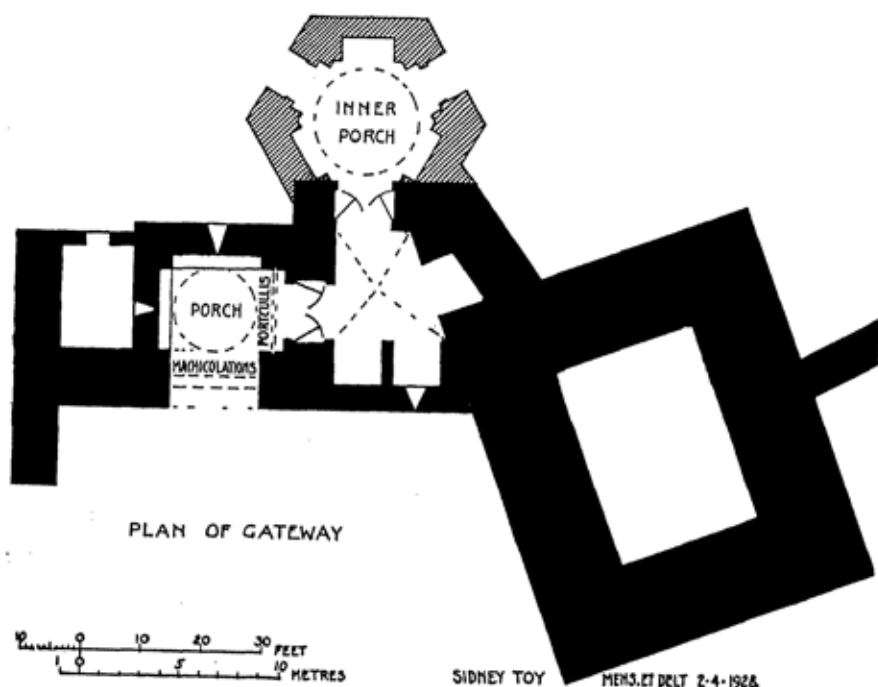 INNER
PORCH
PORCH
PORTCULLIS
MACHICOLATIONS
PLAN OF GATEWAY
10 0 10 20 30 FEET
1 0 5 10 METRES
SIDNEY TOY MENS. ET DELT 2·4·1928